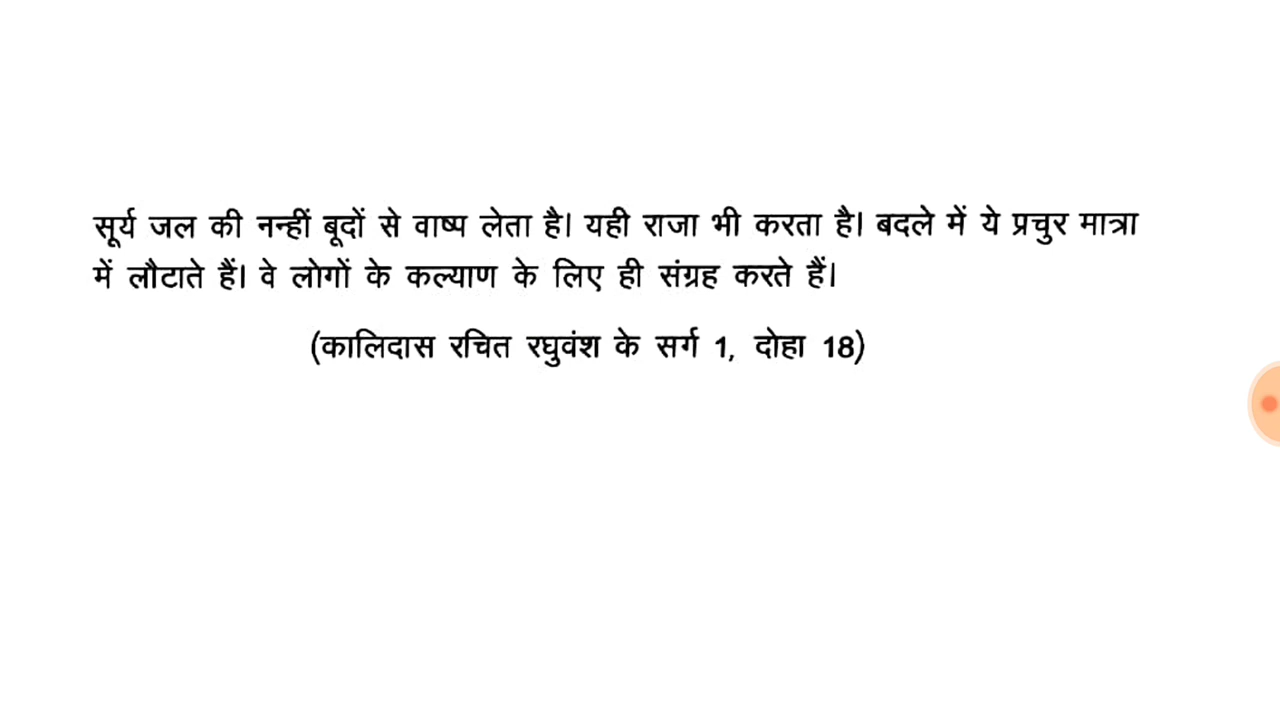 सूर्य जल की नन्हीं बूदों से वाष्प लेता है। यही राजा भी करता है। बदले में ये प्रचुर मात्रा
में लौटाते हैं। वे लोगों के कल्याण के लिए ही संग्रह करते हैं।
(कालिदास रचित रघुवंश के सर्ग 1, दोहा 18)